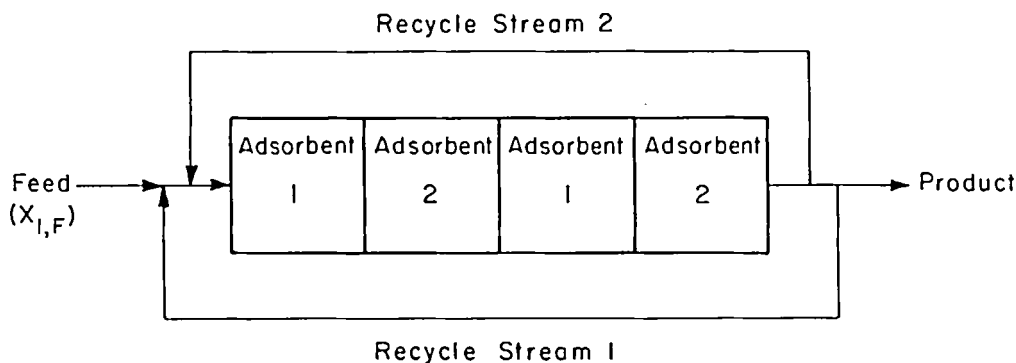 Recycle Stream 2
Adsorbent Adsorbent Adsorbent Adsorbent
1 2 1 2
Feed
(X1,F)
Product
Recycle Stream 1